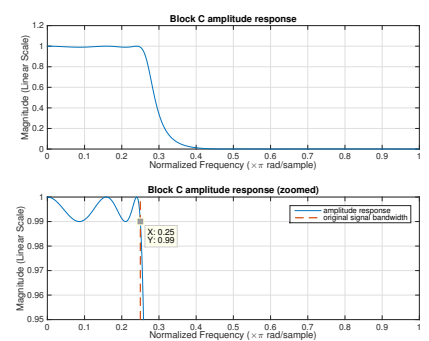 Block C amplitude response
Magnitude (Linear Scale)
1.2
1
0.8
0.6
0.4
0.2
0
0 0.1 0.2 0.3 0.4 0.5 0.6 0.7 0.8 0.9 1
Normalized Frequency (×π rad/sample)
Block C amplitude response (zoomed)
Magnitude (Linear Scale)
1
0.99
0.98
0.97
0.96
0.95
amplitude response
original signal bandwidth
X: 0.25
Y: 0.99
0 0.1 0.2 0.3 0.4 0.5 0.6 0.7 0.8 0.9 1
Normalized Frequency (×π rad/sample)